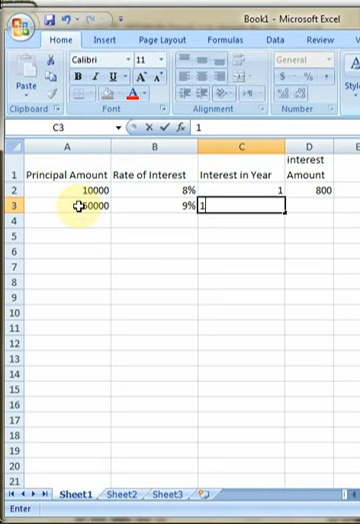 Book1 - Microsoft Excel
Home Insert Page Layout Formulas Data Review
Paste
Calibri 11
General
B I U A A
$ % ,
Clipboard Font Alignment Number
C3 fx 1
A B C D
1 Principal Amount Rate of Interest Interest in Year interest Amount
2 10000 8% 1 800
3 9% 1
4
5
6
7
8
9
10
11
12
13
14
15
16
17
18
19
20
21
Sheet1 Sheet2 Sheet3
Enter